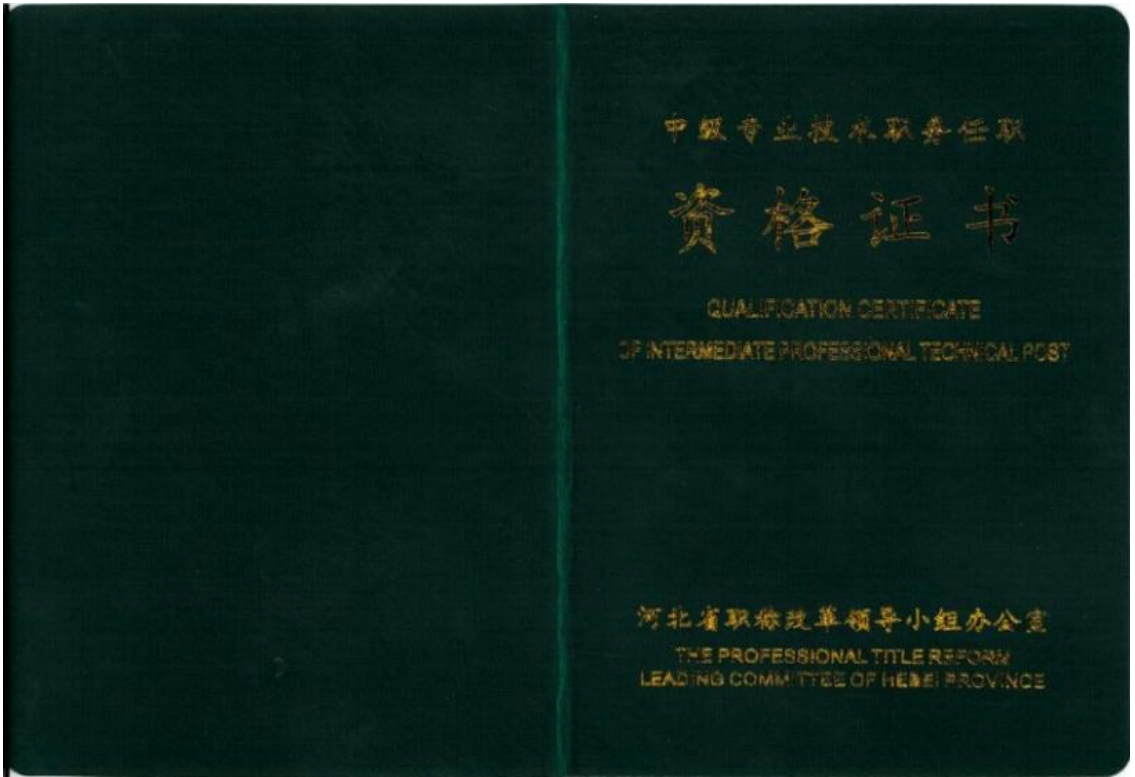 中级专业技术职务任职
资格证书
QUALIFICATION CERTIFICATE
OF INTERMEDIATE PROFESSIONAL TECHNICAL POST
河北省职称改革领导小组办公室
THE PROFESSIONAL TITLE REFORM
LEADING COMMITTEE OF HEBEI PROVINCE